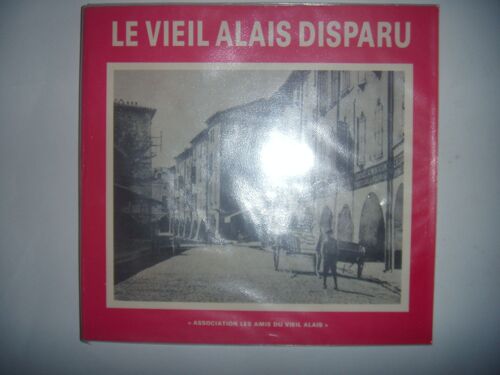 LE VIEIL ALAIS DISPARU
« ASSOCIATION LES AMIS DU VIEIL ALAIS »